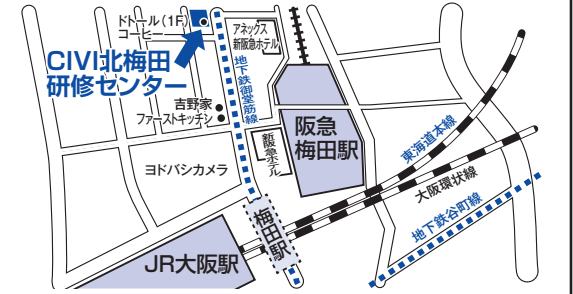 ドトール(1F)
コーヒー
アネックス
新阪急ホテル
CIVI北梅田
研修センター
地下鉄御堂筋線
吉野家
ファーストキッチン
新阪急ホテル
阪急
梅田駅
東海道本線
ヨドバシカメラ
大阪環状線
梅田駅
地下鉄谷町線
JR大阪駅